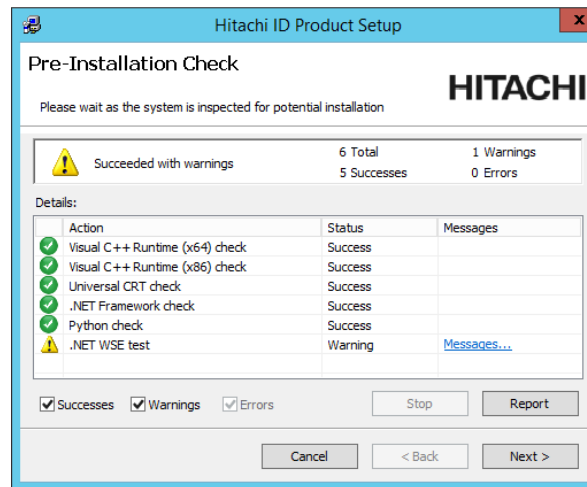 Hitachi ID Product Setup
x
Pre-Installation Check
HITACHI
Please wait as the system is inspected for potential installation
Succeeded with warnings
6 Total 1 Warnings
5 Successes 0 Errors
Details:
Action Status Messages
Visual C++ Runtime (x64) check Success
Visual C++ Runtime (x86) check Success
Universal CRT check Success
.NET Framework check Success
Python check Success
.NET WSE test Warning Messages...
Successes Warnings Errors Stop Report
Cancel < Back Next >